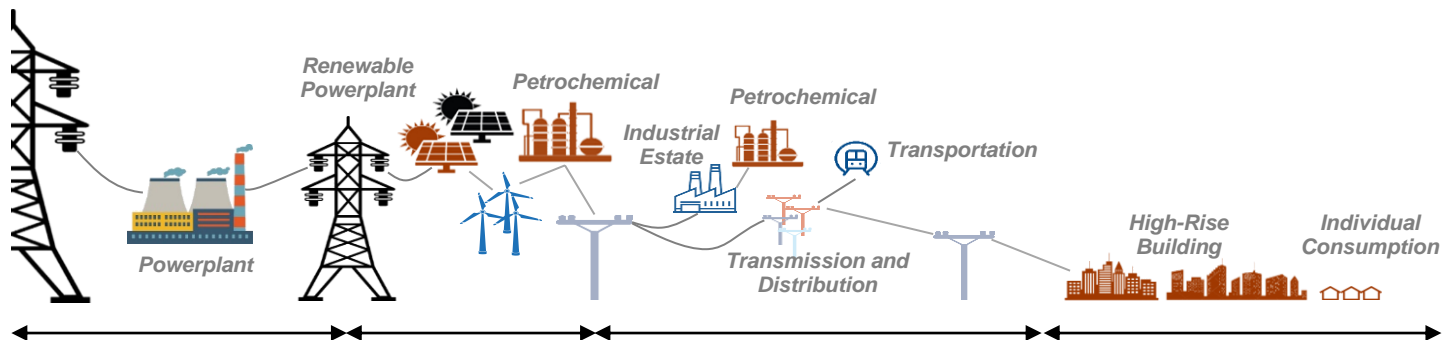 Renewable
Powerplant
Petrochemical
Petrochemical
Industrial
Estate
Transportation
Powerplant
Transmission and
Distribution
High-Rise
Building
Individual
Consumption